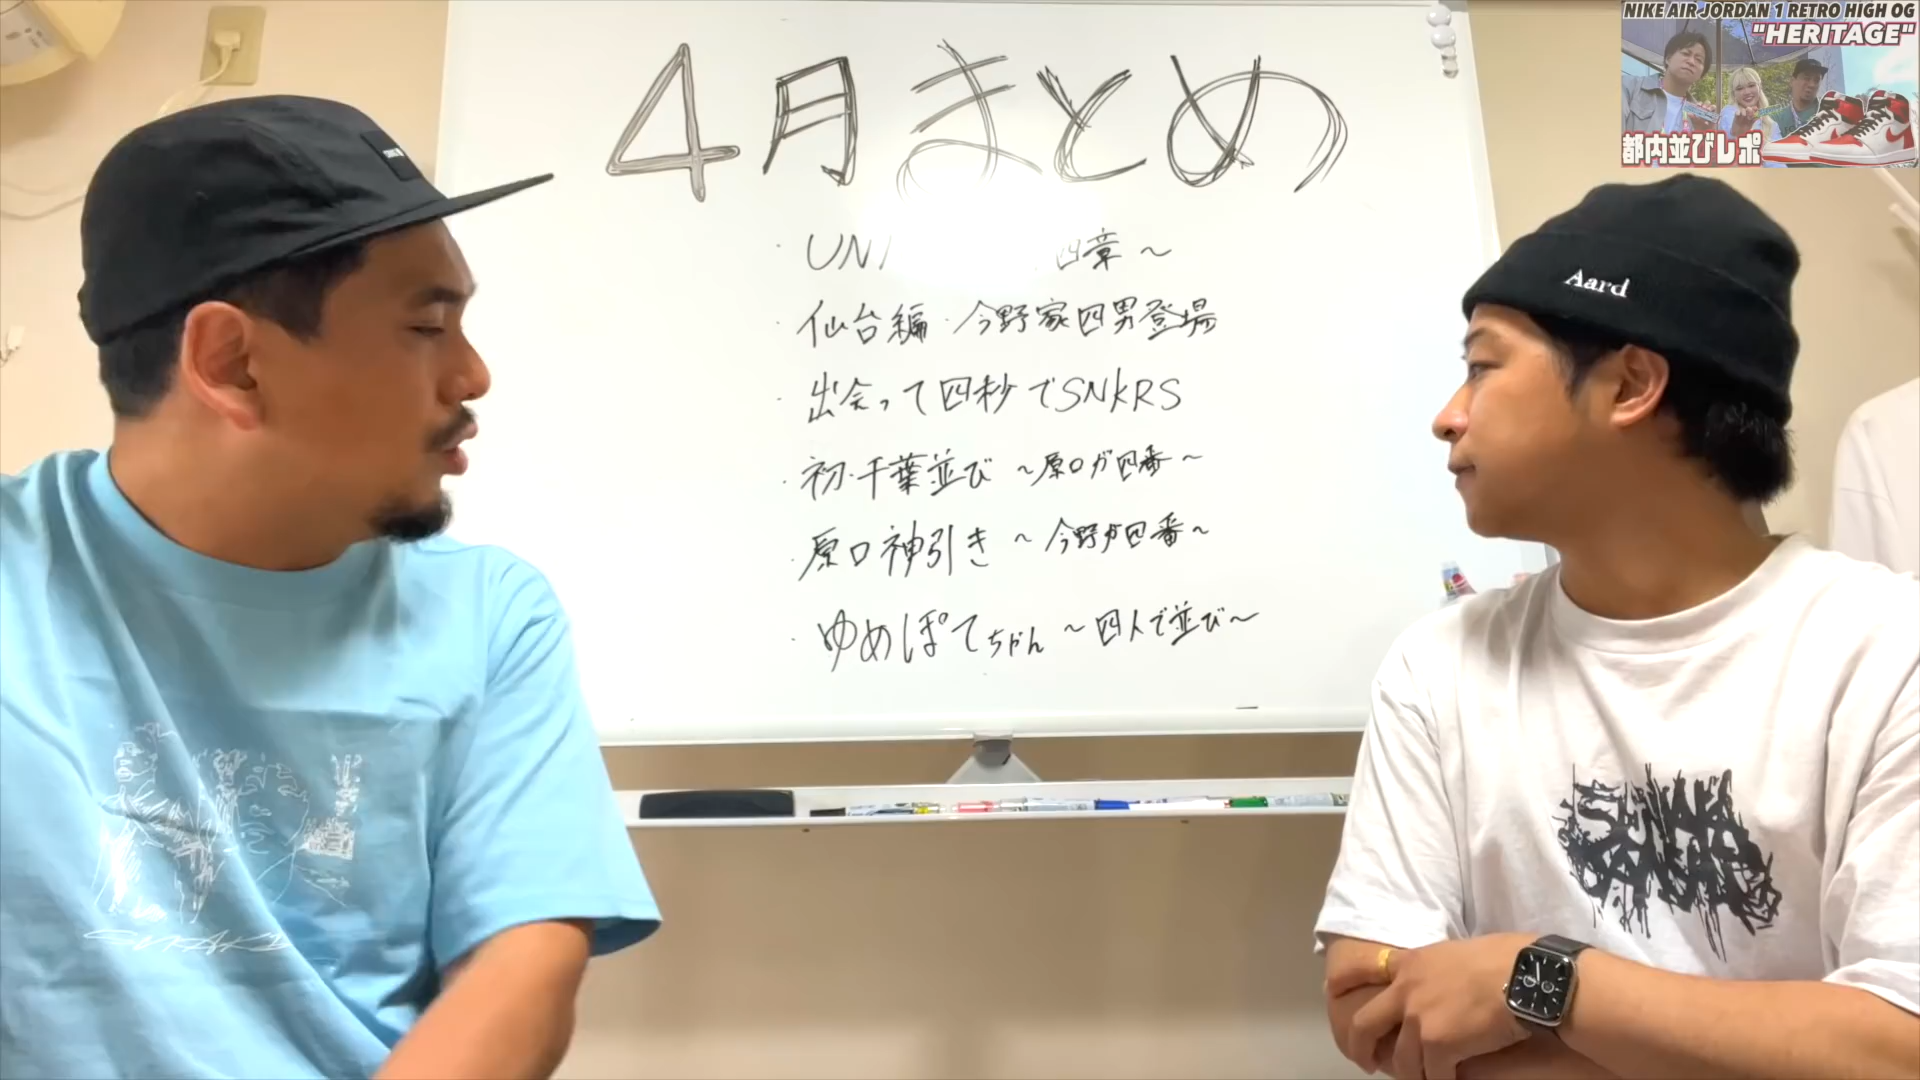 NIKE AIR JORDAN 1 RETRO HIGH OG
"HERITAGE"
都内並びレポ
4月まとめ
・UN 四章〜
・仙台編・今野家四男登場
・出会って四秒でSNKRS
・初・千葉並び 〜原口が四番〜
・原口神引き 〜今野が四番〜
・ゆめぽてちゃん 〜四人で並び〜
Aard